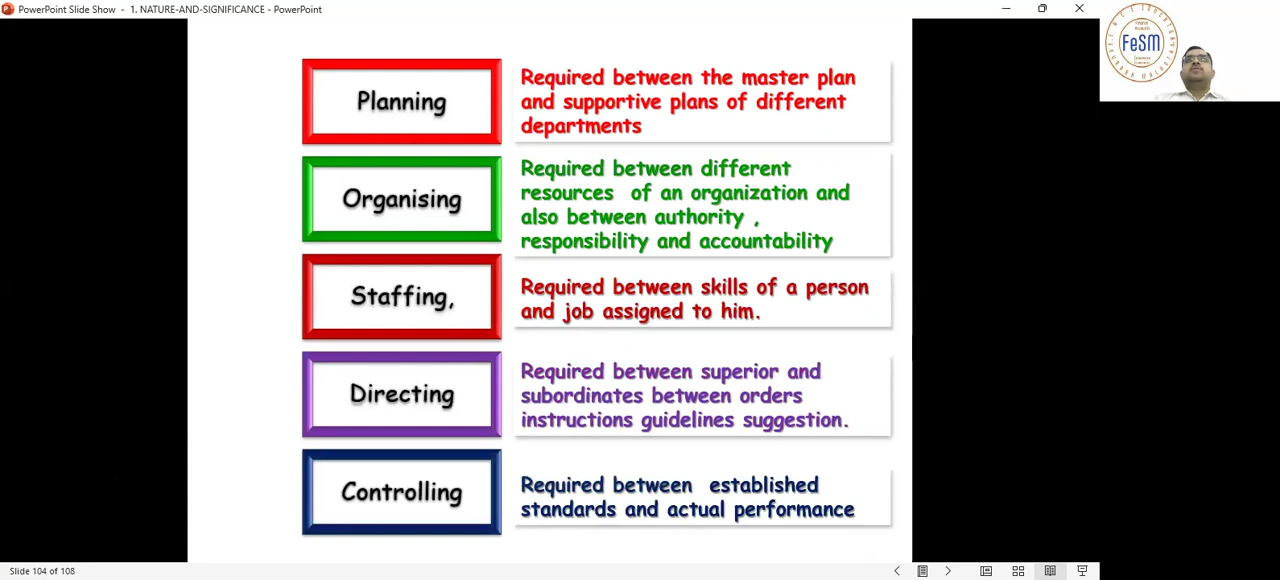 PowerPoint Slide Show - 1. NATURE-AND-SIGNIFICANCE - PowerPoint
FeSM
Planning
Required between the master plan
and supportive plans of different
departments
Organising
Required between different
resources of an organization and
also between authority ,
responsibility and accountability
Staffing,
Required between skills of a person
and job assigned to him.
Directing
Required between superior and
subordinates between orders
instructions guidelines suggestion.
Controlling
Required between established
standards and actual performance
Slide 104 of 108